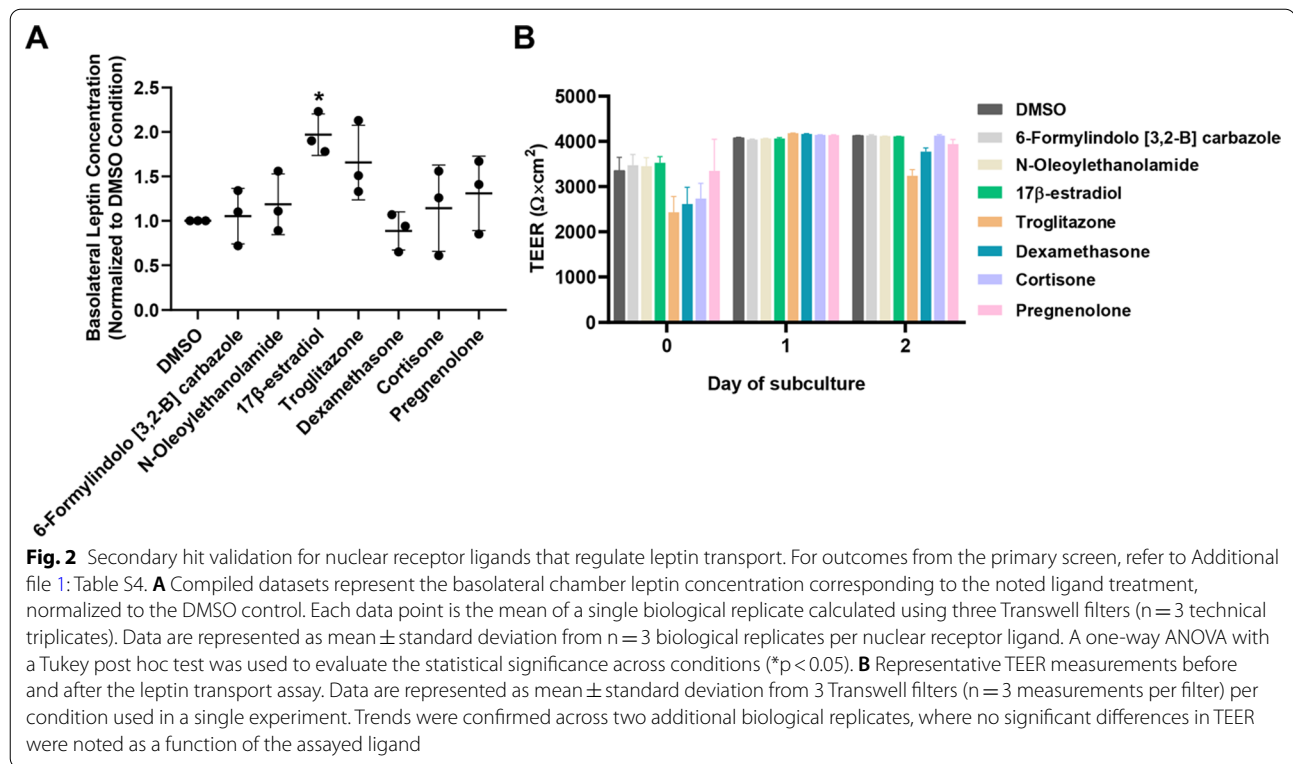 A
Basolateral Leptin Concentration
(Normalized to DMSO Condition)
2.5
2.0
1.5
1.0
0.5
0.0
*
DMSO
6-Formylindolo [3,2-B] carbazole
N-Oleoylethanolamide
17β-estradiol
Troglitazone
Dexamethasone
Cortisone
Pregnenolone
B
TEER (Ω×cm²)
5000
4000
3000
2000
1000
0
0
1
2
Day of subculture
DMSO
6-Formylindolo [3,2-B] carbazole
N-Oleoylethanolamide
17β-estradiol
Troglitazone
Dexamethasone
Cortisone
Pregnenolone
Fig. 2 Secondary hit validation for nuclear receptor ligands that regulate leptin transport. For outcomes from the primary screen, refer to Additional
file 1: Table S4. A Compiled datasets represent the basolateral chamber leptin concentration corresponding to the noted ligand treatment,
normalized to the DMSO control. Each data point is the mean of a single biological replicate calculated using three Transwell filters (n = 3 technical
triplicates). Data are represented as mean ± standard deviation from n = 3 biological replicates per nuclear receptor ligand. A one-way ANOVA with
a Tukey post hoc test was used to evaluate the statistical significance across conditions (*p < 0.05). B Representative TEER measurements before
and after the leptin transport assay. Data are represented as mean ± standard deviation from 3 Transwell filters (n = 3 measurements per filter) per
condition used in a single experiment. Trends were confirmed across two additional biological replicates, where no significant differences in TEER
were noted as a function of the assayed ligand